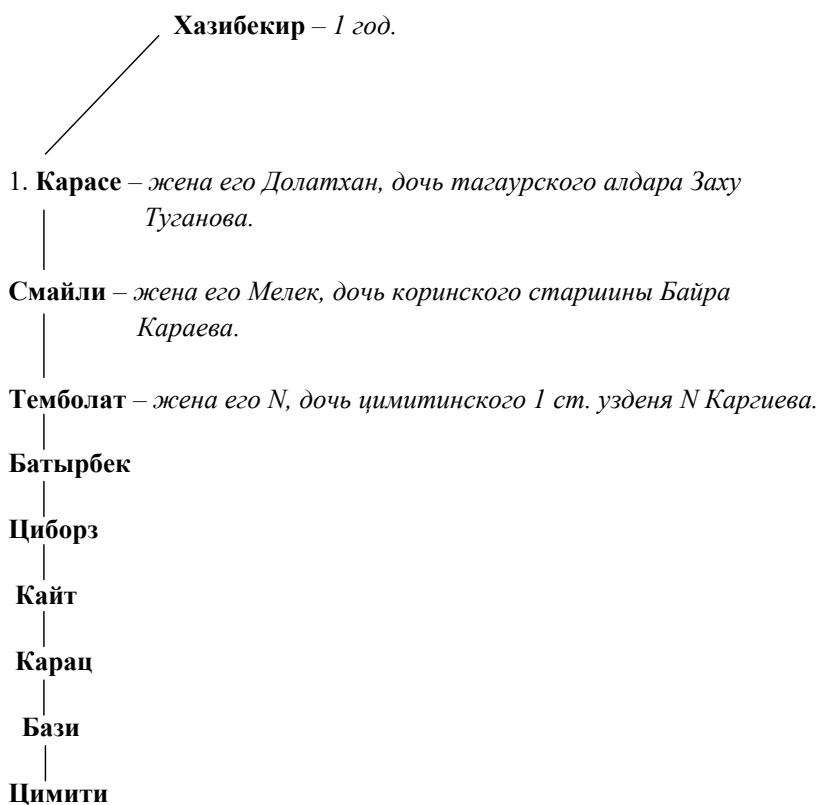 Хазибекир – 1 год.
1. Карасе – жена его Долатхан, дочь тагаурского алдара Заху
Туганова.
Смайли – жена его Мелек, дочь коринского старшины Байра
Караева.
Темболат – жена его N, дочь цимитинского 1 ст. узденя N Каргиева.
Батырбек
Циборз
Кайт
Карац
Бази
Цимити